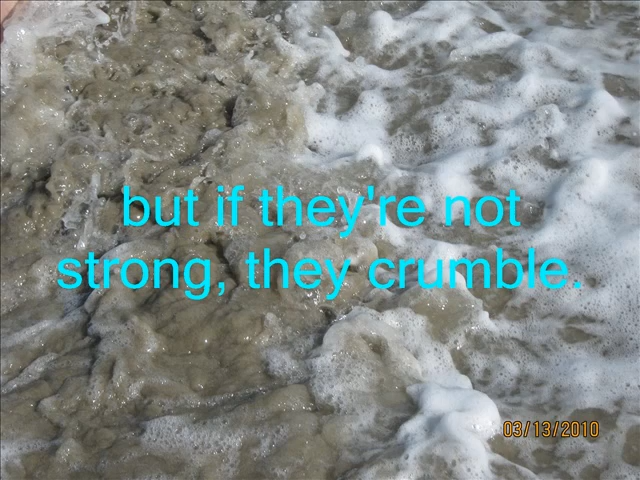 but if they're not
strong, they crumble.
03/13/2010